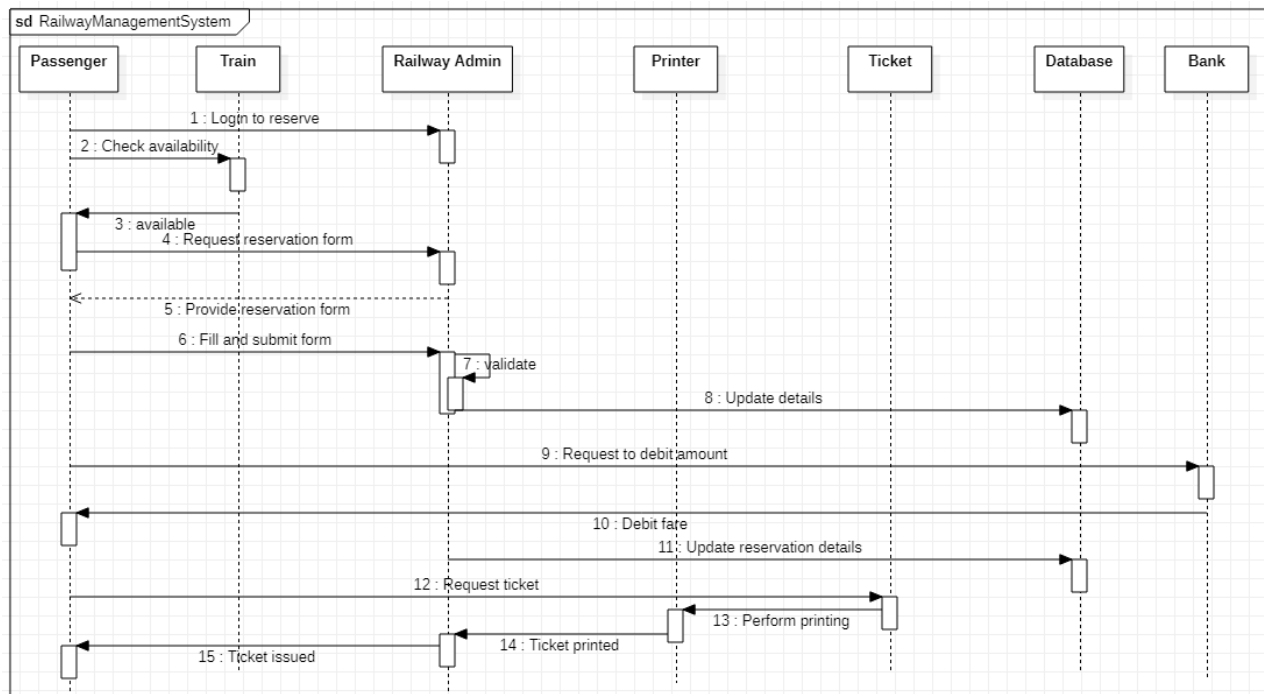 sd RailwayManagementSystem
Passenger Train Railway Admin Printer Ticket Database Bank
1 : Login to reserve
2 : Check availability
3 : available
4 : Request reservation form
5 : Provide reservation form
6 : Fill and submit form
7 : validate
8 : Update details
9 : Request to debit amount
10 : Debit fare
11 : Update reservation details
12 : Request ticket
13 : Perform printing
14 : Ticket printed
15 : Ticket issued